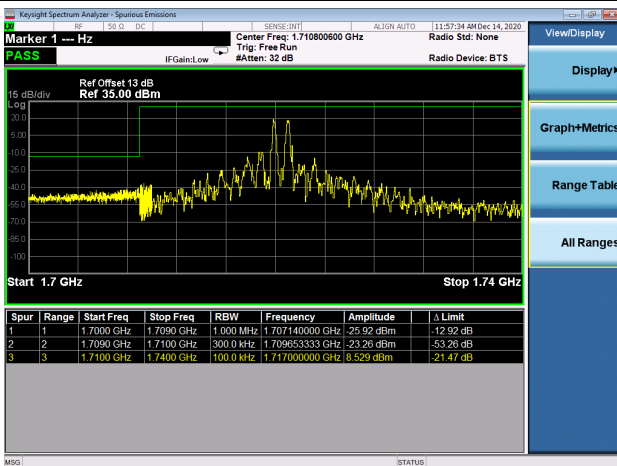 Keysight Spectrum Analyzer - Spurious Emissions
LXI RF 50 Ω DC SENSE:INT ALIGN AUTO 11:57:34 AM Dec 14, 2020
Marker 1 --- Hz
Center Freq: 1.710800600 GHz
Radio Std: None
Trig: Free Run
PASS
IFGain:Low
#Atten: 32 dB
Radio Device: BTS
Ref Offset 13 dB
15 dB/div Ref 35.00 dBm
Log
20.0
5.00
-10.0
-25.0
-40.0
-55.0
-70.0
-85.0
-100
Start 1.7 GHz Stop 1.74 GHz
Spur Range Start Freq Stop Freq RBW Frequency Amplitude Δ Limit
1 1 1.7000 GHz 1.7090 GHz 1.000 MHz 1.707140000 GHz -25.92 dBm -12.92 dB
2 2 1.7090 GHz 1.7100 GHz 300.0 kHz 1.709653333 GHz -23.26 dBm -53.26 dB
3 3 1.7100 GHz 1.7400 GHz 100.0 kHz 1.717000000 GHz 8.529 dBm -21.47 dB
MSG STATUS
View/Display
Display
Graph+Metrics
Range Table
All Ranges